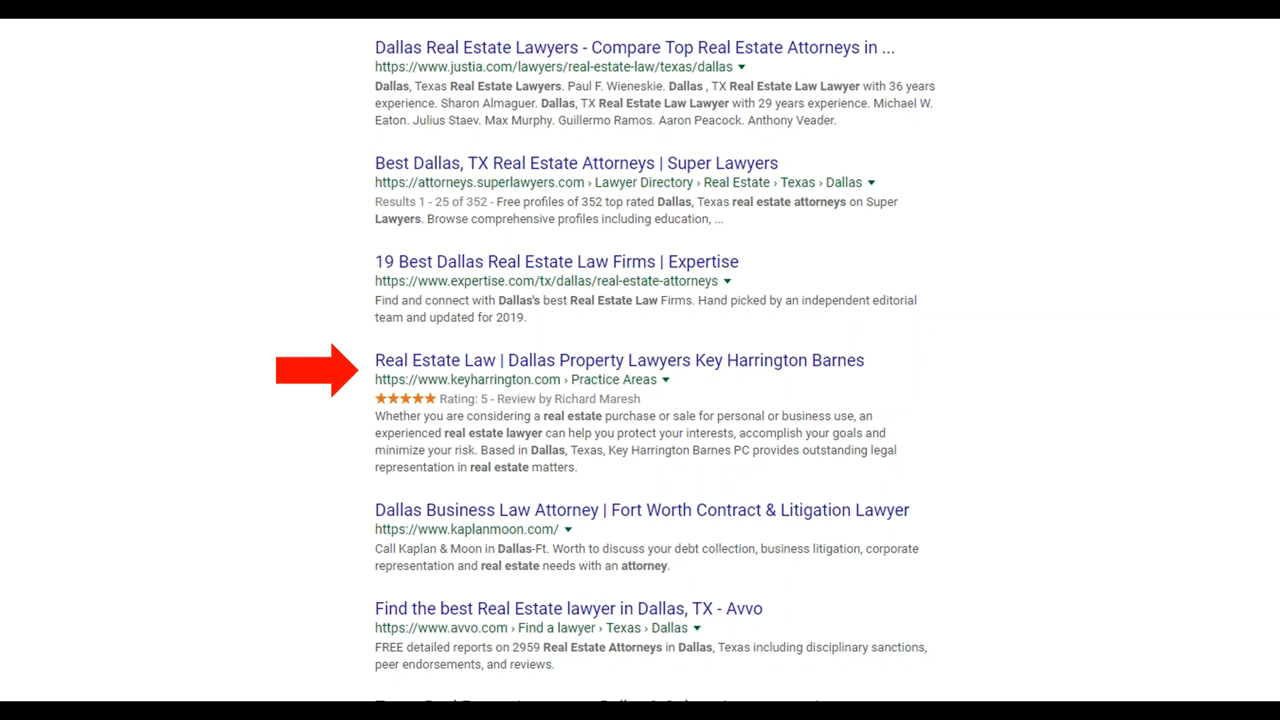 Dallas Real Estate Lawyers - Compare Top Real Estate Attorneys in ...
https://www.justia.com/lawyers/real-estate-law/texas/dallas
Dallas, Texas Real Estate Lawyers. Paul F. Wieneskie. Dallas , TX Real Estate Law Lawyer with 36 years
experience. Sharon Almaguer. Dallas, TX Real Estate Law Lawyer with 29 years experience. Michael W.
Eaton. Julius Staev. Max Murphy. Guillermo Ramos. Aaron Peacock. Anthony Veader.
Best Dallas, TX Real Estate Attorneys | Super Lawyers
https://attorneys.superlawyers.com › Lawyer Directory › Real Estate › Texas › Dallas
Results 1 - 25 of 352 - Free profiles of 352 top rated Dallas, Texas real estate attorneys on Super
Lawyers. Browse comprehensive profiles including education, ...
19 Best Dallas Real Estate Law Firms | Expertise
https://www.expertise.com/tx/dallas/real-estate-attorneys
Find and connect with Dallas's best Real Estate Law Firms. Hand picked by an independent editorial
team and updated for 2019.
Real Estate Law | Dallas Property Lawyers Key Harrington Barnes
https://www.keyharrington.com › Practice Areas
★★★★★ Rating: 5 - Review by Richard Maresh
Whether you are considering a real estate purchase or sale for personal or business use, an
experienced real estate lawyer can help you protect your interests, accomplish your goals and
minimize your risk. Based in Dallas, Texas, Key Harrington Barnes PC provides outstanding legal
representation in real estate matters.
Dallas Business Law Attorney | Fort Worth Contract & Litigation Lawyer
https://www.kaplanmoon.com/
Call Kaplan & Moon in Dallas-Ft. Worth to discuss your debt collection, business litigation, corporate
representation and real estate needs with an attorney.
Find the best Real Estate lawyer in Dallas, TX - Avvo
https://www.avvo.com › Find a lawyer › Texas › Dallas
FREE detailed reports on 2959 Real Estate Attorneys in Dallas, Texas including disciplinary sanctions,
peer endorsements, and reviews.